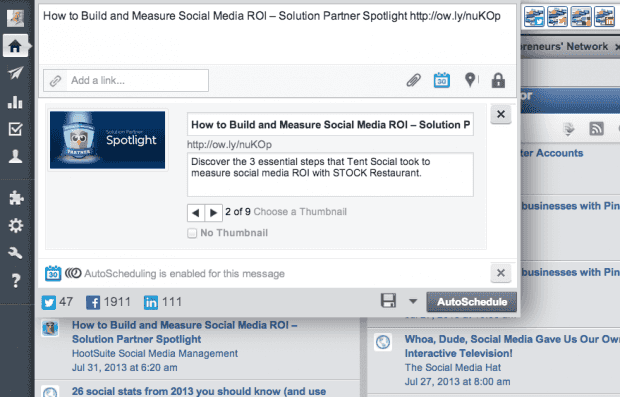 How to Build and Measure Social Media ROI – Solution Partner Spotlight http://ow.ly/nuKOp
Add a link...
30
Solution Partner
Spotlight
PARTNER
How to Build and Measure Social Media ROI – Solution P
http://ow.ly/nuKOp
Discover the 3 essential steps that Tent Social took to
measure social media ROI with STOCK Restaurant.
2 of 9 Choose a Thumbnail
No Thumbnail
30 AutoScheduling is enabled for this message
47 1911 111
AutoSchedule
How to Build and Measure Social Media ROI –
Solution Partner Spotlight
HootSuite Social Media Management
Jul 31, 2013 at 6:20 am
26 social stats from 2013 you should know (and use
preneurs' Network
or
ter Accounts
businesses with Pin
businesses with Pin
Whoa, Dude, Social Media Gave Us Our Own
Interactive Television!
The Social Media Hat
Jul 27, 2013 at 8:00 am